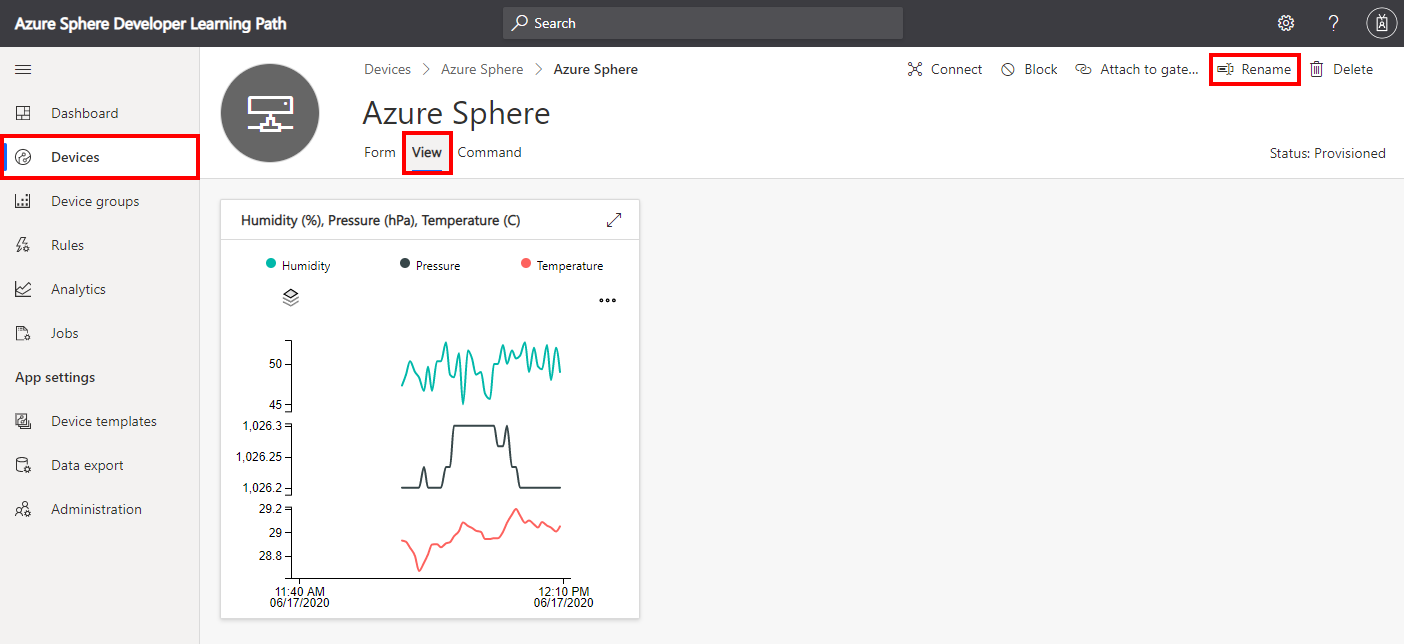 Azure Sphere Developer Learning Path
Search
?
Devices > Azure Sphere > Azure Sphere
Connect Block Attach to gate... Rename Delete
Azure Sphere
Form View Command
Status: Provisioned
Dashboard
Devices
Device groups
Rules
Analytics
Jobs
App settings
Device templates
Data export
Administration
Humidity (%), Pressure (hPa), Temperature (C)
Humidity Pressure Temperature
50
45
1,026.3
1,026.25
1,026.2
29.2
29
28.8
11:40 AM 12:10 PM
06/17/2020 06/17/2020